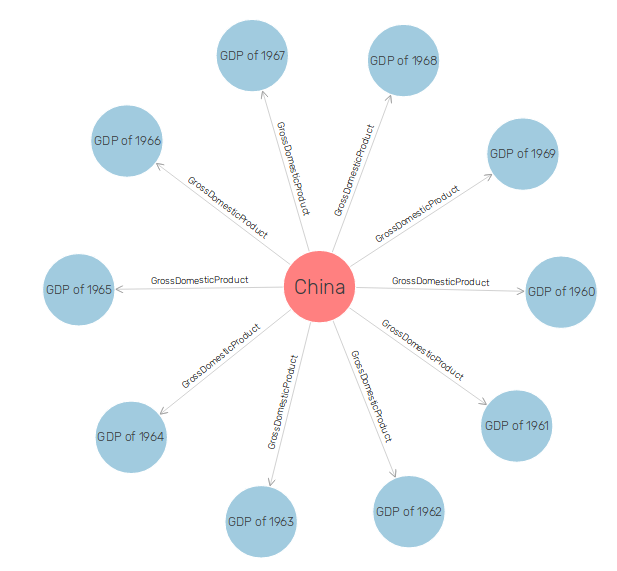 GDP of 1967
GDP of 1968
GDP of 1966
GDP of 1969
GrossDomesticProduct
GrossDomesticProduct
GrossDomesticProduct
GrossDomesticProduct
GDP of 1965
GrossDomesticProduct
China
GrossDomesticProduct
GDP of 1960
GrossDomesticProduct
GrossDomesticProduct
GrossDomesticProduct
GrossDomesticProduct
GDP of 1964
GDP of 1961
GDP of 1963
GDP of 1962